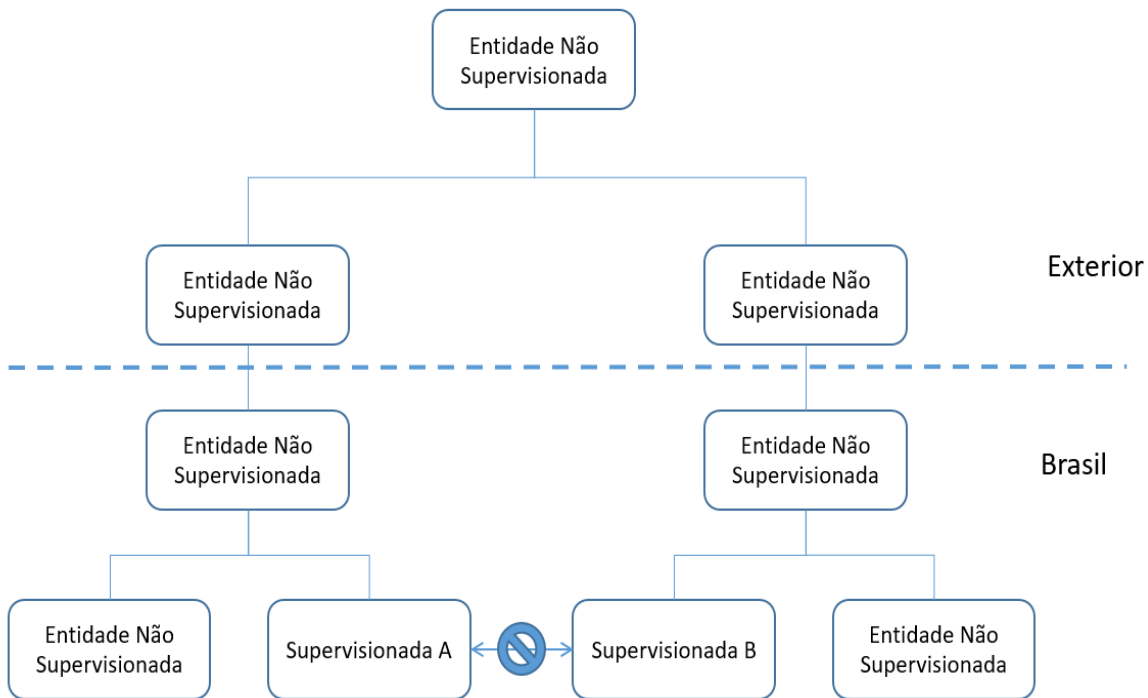 Entidade Não
Supervisionada
Entidade Não
Supervisionada
Entidade Não
Supervisionada
Exterior
Entidade Não
Supervisionada
Entidade Não
Supervisionada
Brasil
Entidade Não
Supervisionada
Supervisionada A
Supervisionada B
Entidade Não
Supervisionada